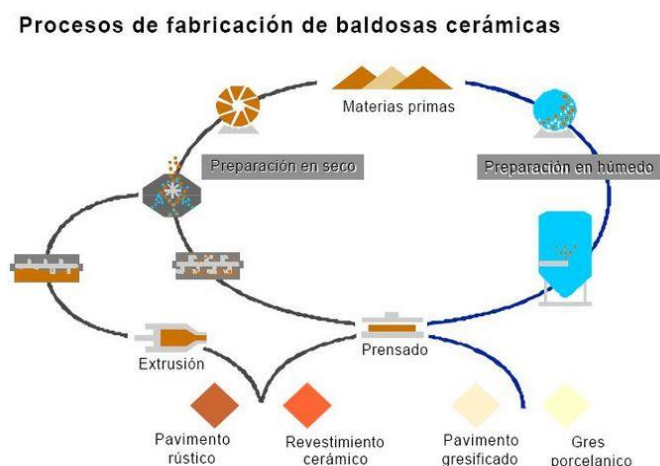 Procesos de fabricación de baldosas cerámicas
Materias primas
Preparación en seco
Preparación en húmedo
Extrusión
Prensado
Pavimento
rústico
Revestimiento
cerámico
Pavimento
gresificado
Gres
porcelanico